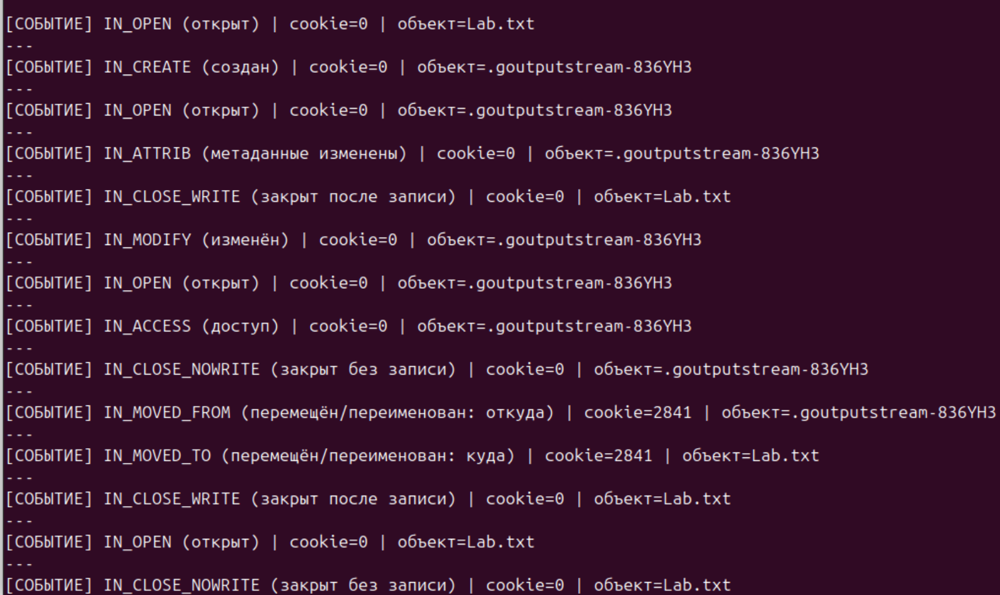 [СОБЫТИЕ] IN_OPEN (открыт) | cookie=0 | объект=Lab.txt
---
[СОБЫТИЕ] IN_CREATE (создан) | cookie=0 | объект=.goutputstream-836YH3
---
[СОБЫТИЕ] IN_OPEN (открыт) | cookie=0 | объект=.goutputstream-836YH3
---
[СОБЫТИЕ] IN_ATTRIB (метаданные изменены) | cookie=0 | объект=.goutputstream-836YH3
---
[СОБЫТИЕ] IN_CLOSE_WRITE (закрыт после записи) | cookie=0 | объект=Lab.txt
---
[СОБЫТИЕ] IN_MODIFY (изменён) | cookie=0 | объект=.goutputstream-836YH3
---
[СОБЫТИЕ] IN_OPEN (открыт) | cookie=0 | объект=.goutputstream-836YH3
---
[СОБЫТИЕ] IN_ACCESS (доступ) | cookie=0 | объект=.goutputstream-836YH3
---
[СОБЫТИЕ] IN_CLOSE_NOWRITE (закрыт без записи) | cookie=0 | объект=.goutputstream-836YH3
---
[СОБЫТИЕ] IN_MOVED_FROM (перемещён/переименован: откуда) | cookie=2841 | объект=.goutputstream-836YH3
---
[СОБЫТИЕ] IN_MOVED_TO (перемещён/переименован: куда) | cookie=2841 | объект=Lab.txt
---
[СОБЫТИЕ] IN_CLOSE_WRITE (закрыт после записи) | cookie=0 | объект=Lab.txt
---
[СОБЫТИЕ] IN_OPEN (открыт) | cookie=0 | объект=Lab.txt
---
[СОБЫТИЕ] IN_CLOSE_NOWRITE (закрыт без записи) | cookie=0 | объект=Lab.txt